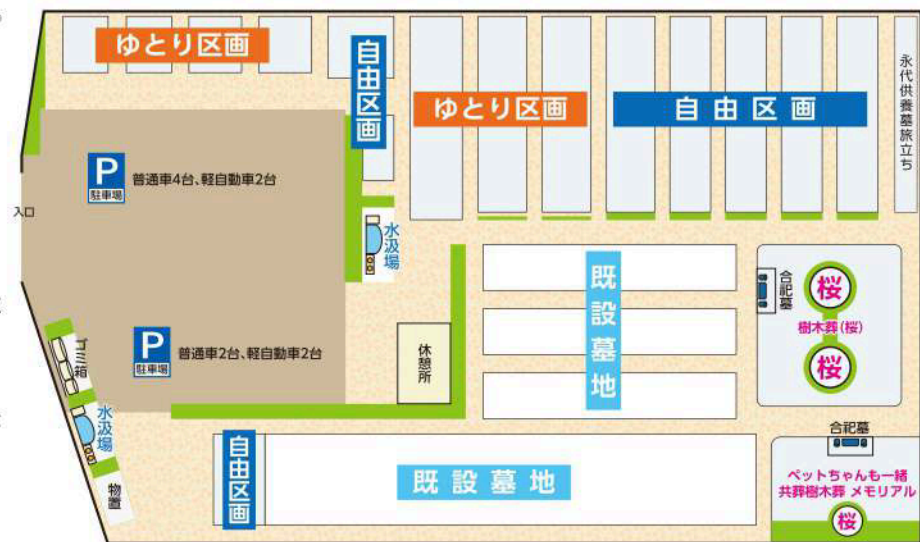 ゆとり区画
自由区画
ゆとり区画
自由区画
永代供養墓旅立ち
P
駐車場
普通車4台、軽自動車2台
入口
水汲場
既設墓地
合祀墓
桜
樹木葬(桜)
桜
P
駐車場
普通車2台、軽自動車2台
休憩所
ゴミ箱
水汲場
物置
自由区画
既設墓地
合祀墓
ペットちゃんも一緒
共葬樹木葬 メモリアル
桜